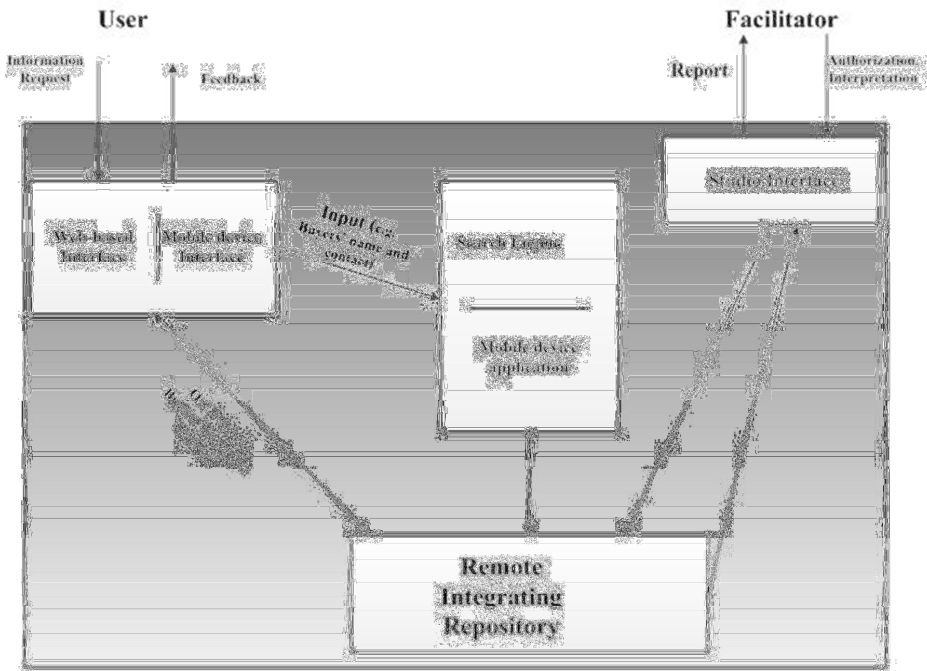 User
Facilitator
Information
Request
Feedback
Report
Authorization
Interpretation
Studio Interface
Web-based
Interface
Mobile device
Interface
Input (e.g.
name and
contact)
Search Engine
Mobile device
application
Remote
Integrating
Repository